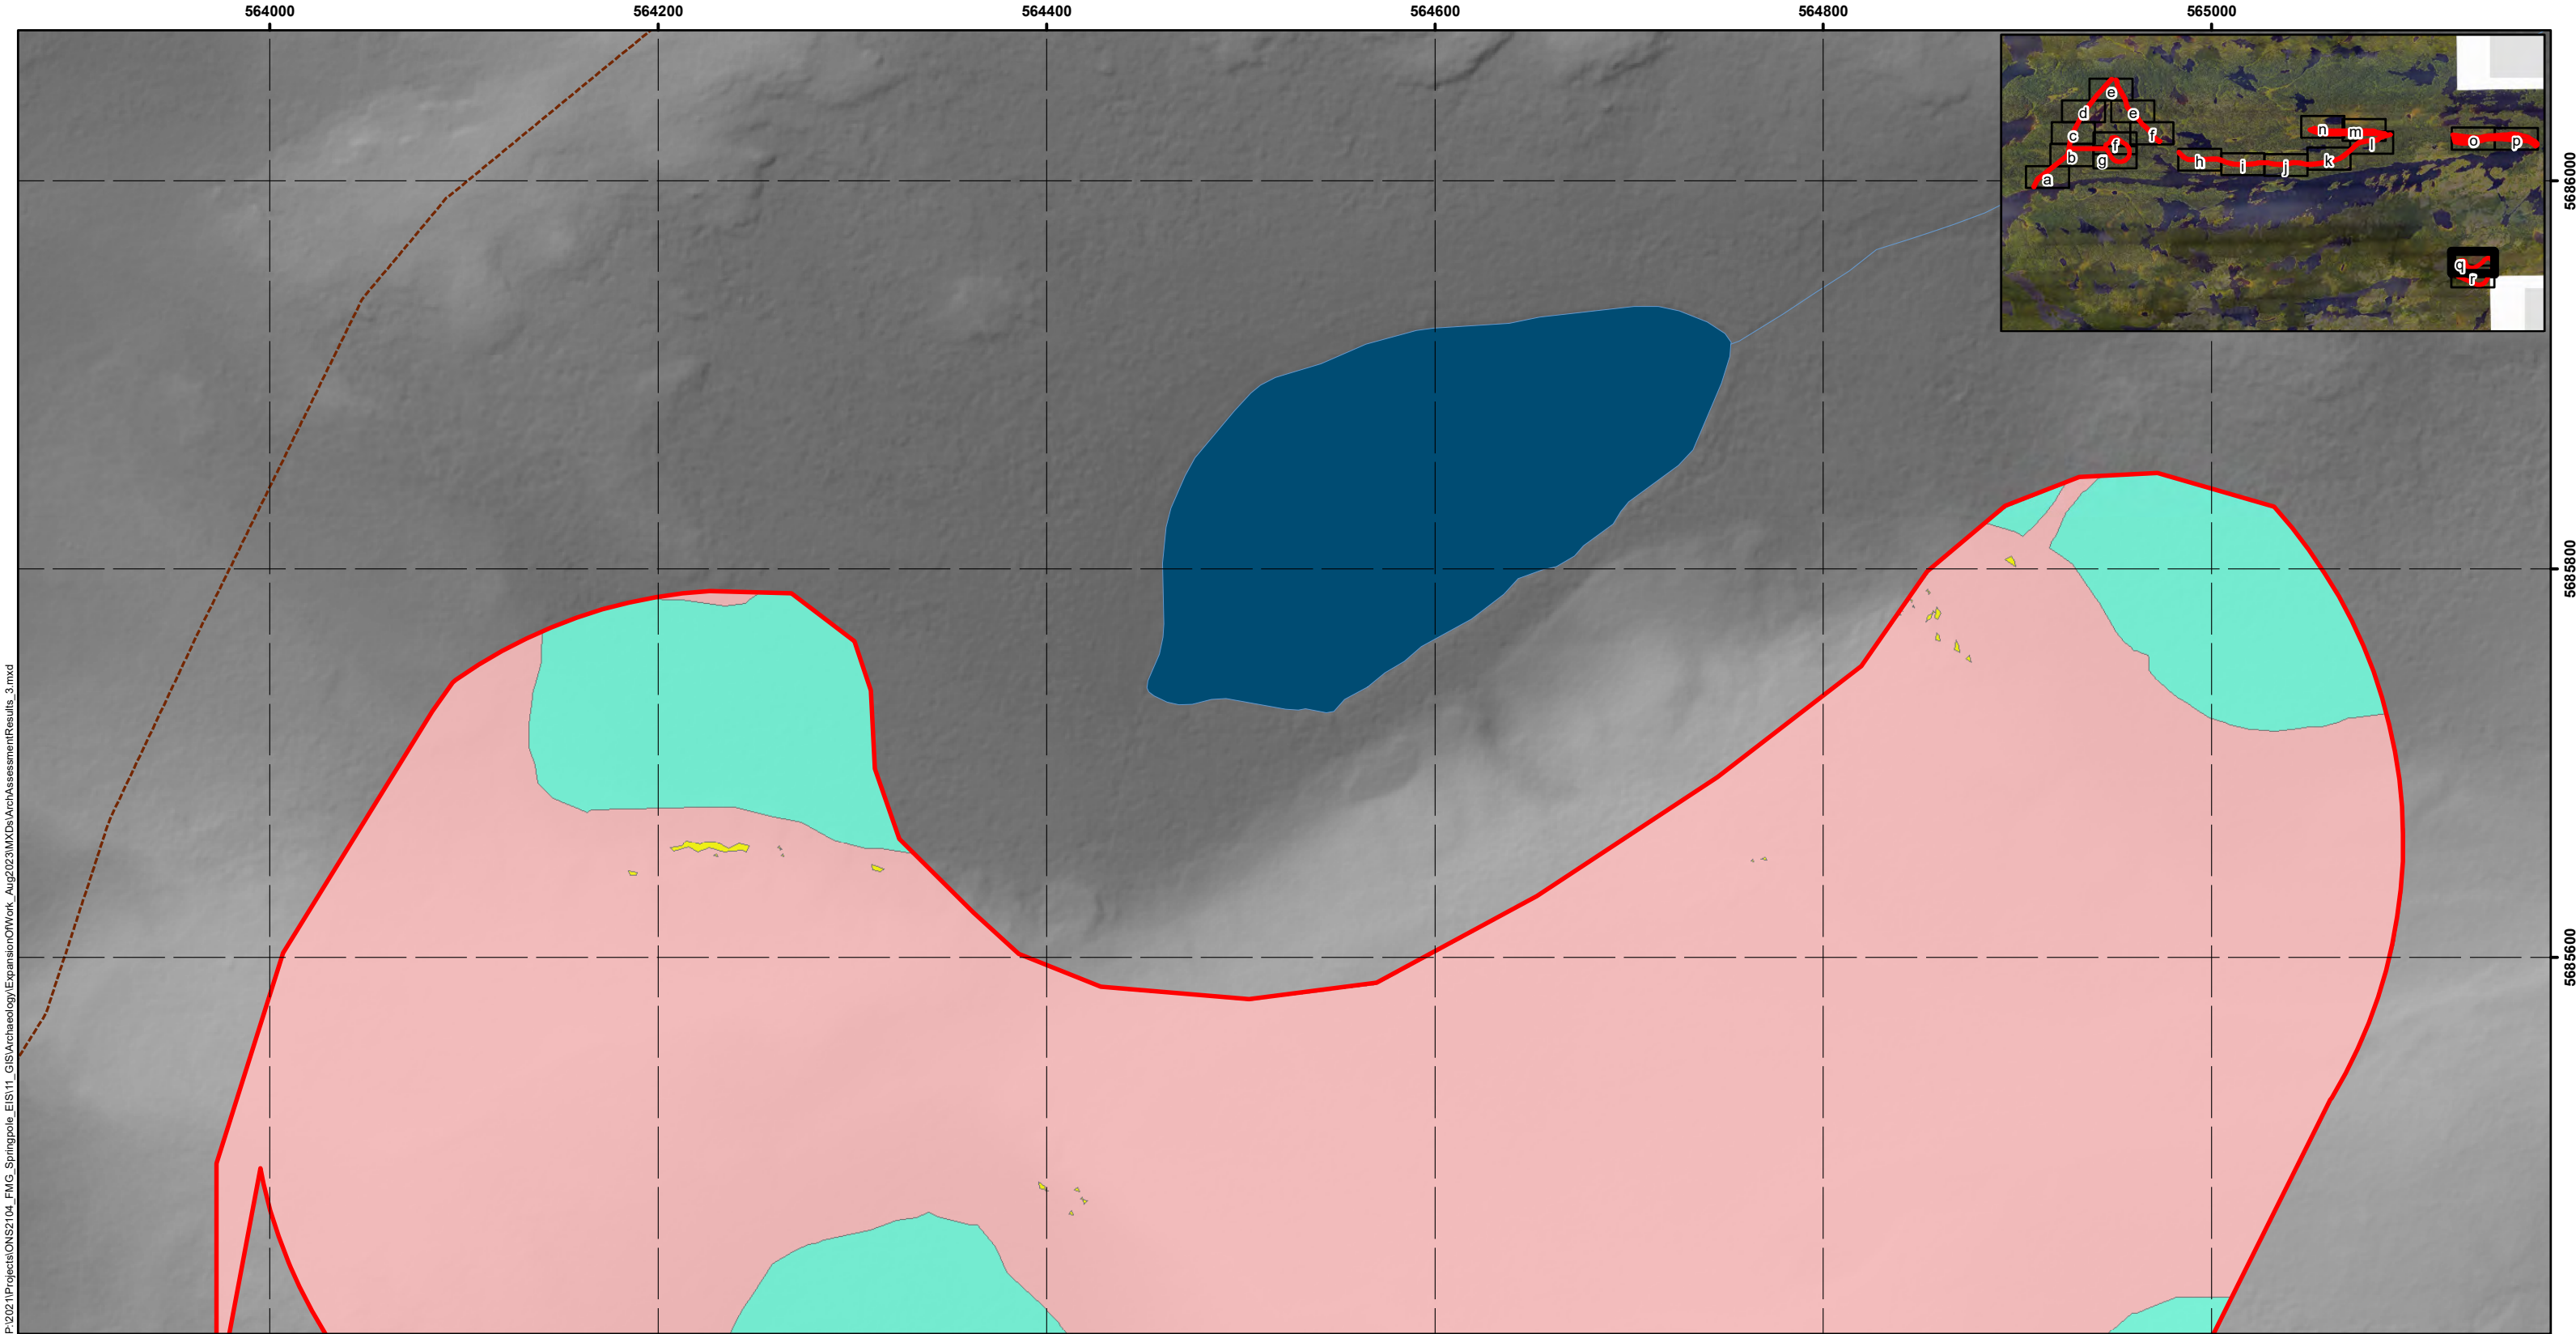 564000 564200 564400 564600 564800 565000
e
d e
n m
c f
f l
o p
b
g
h i j k
a
q
r
5686000
5685800
5685600
P:\2021\Projects\ONS2104_FMG_Springpole_EIS\11_GIS\Archaeology\ExpansionOfWork_Aug2023\MXDs\ArchAssessmentResults_3.mxd